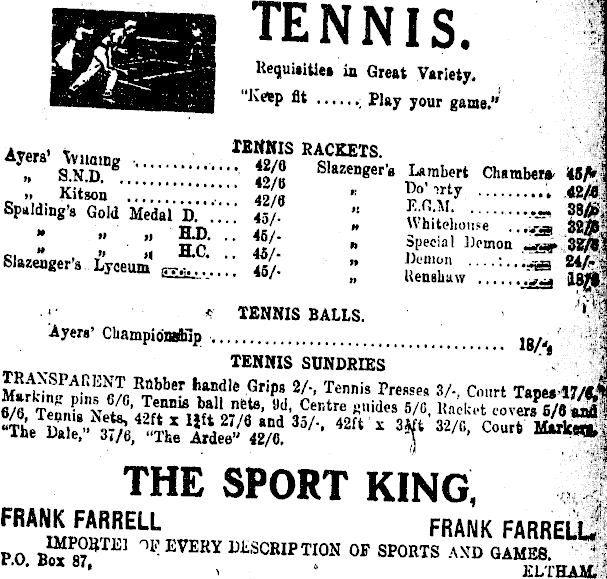 TENNIS.
Requisities in Great Variety.
"Keep fit ...... Play your game."
TENNIS RACKETS.
Ayers' Wilding .............. 42/6
„ S.N.D. .............. 42/6
„ Kitson .............. 42/6
Spalding's Gold Medal D. .... 45/-
„ „ „ H.D. ... 45/-
„ „ „ H.C. ... 45/-
Slazenger's Lyceum .......... 45/-
Slazenger's Lambert Chambers 45/-
„ Doherty .......... 42/6
„ E.G.M. ..........
„ Whitehouse ....... 32/6
„ Special Demon .... 32/6
„ Demon .......... 24/-
„ Renshaw ..........
TENNIS BALLS.
Ayers' Championship ....................................
TENNIS SUNDRIES
TRANSPARENT Rubber handle Grips 2/-, Tennis Presses 3/-, Court Tapes 17/6,
Marking pins 6/6, Tennis ball nets, 9d, Centre guides 5/6, Racket covers 5/6 and
6/6, Tennis Nets, 42ft x 27/6 and 35/-, 42ft x 32/6, Court Markers,
"The Dale," 37/6, "The Ardee" 42/6.
THE SPORT KING,
FRANK FARRELL FRANK FARRELL.
IMPORTER OF EVERY DESCRIPTION OF SPORTS AND GAMES.
P.O. Box 87, ELTHAM.